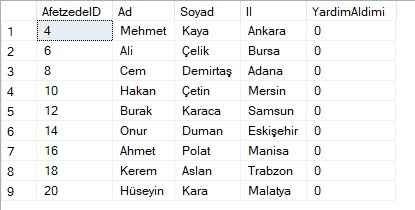 AfetzedeID Ad Soyad Il YardimAldimi
1 4 Mehmet Kaya Ankara 0
2 6 Ali Çelik Bursa 0
3 8 Cem Demirtaş Adana 0
4 10 Hakan Çetin Mersin 0
5 12 Burak Karaca Samsun 0
6 14 Onur Duman Eskişehir 0
7 16 Ahmet Polat Manisa 0
8 18 Kerem Aslan Trabzon 0
9 20 Hüseyin Kara Malatya 0